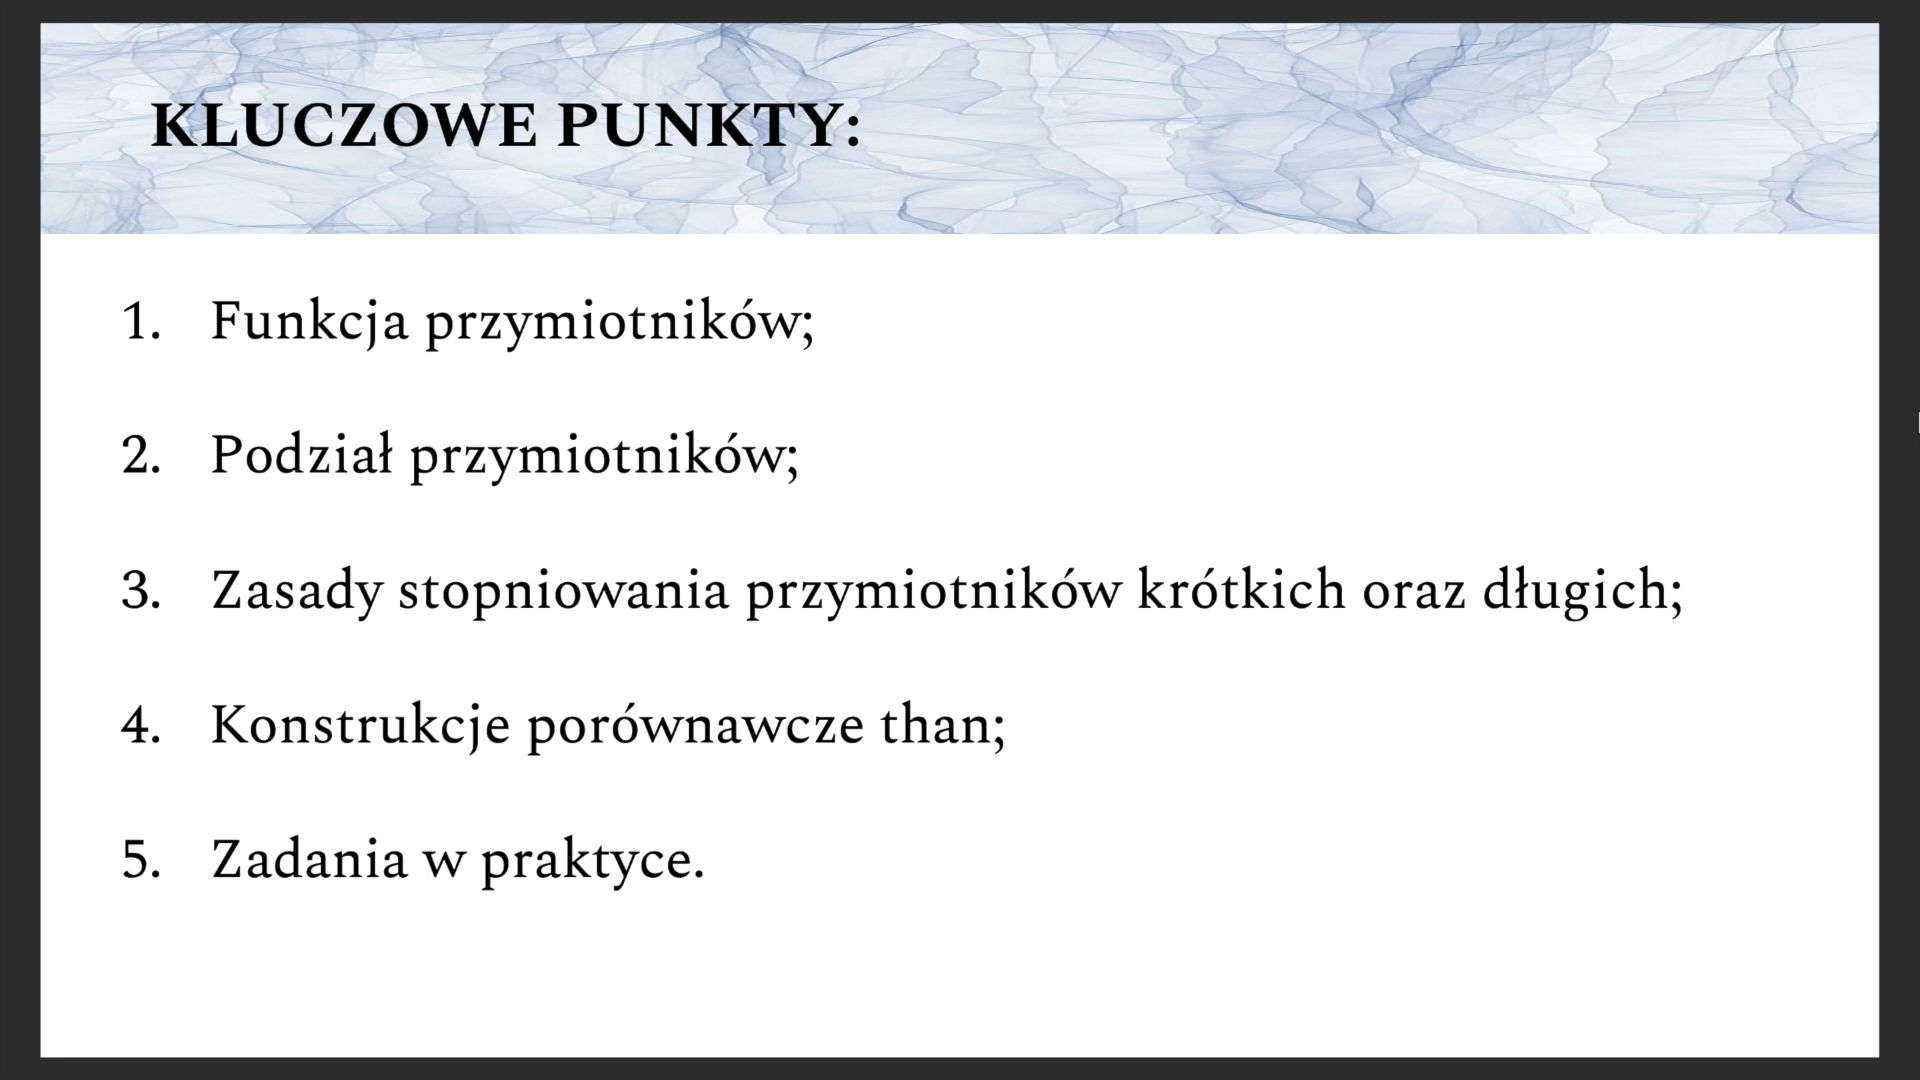 KLUCZOWE PUNKTY:
1. Funkcja przymiotników;
2. Podział przymiotników;
3. Zasady stopniowania przymiotników krótkich oraz długich;
4. Konstrukcje porównawcze than;
5. Zadania w praktyce.